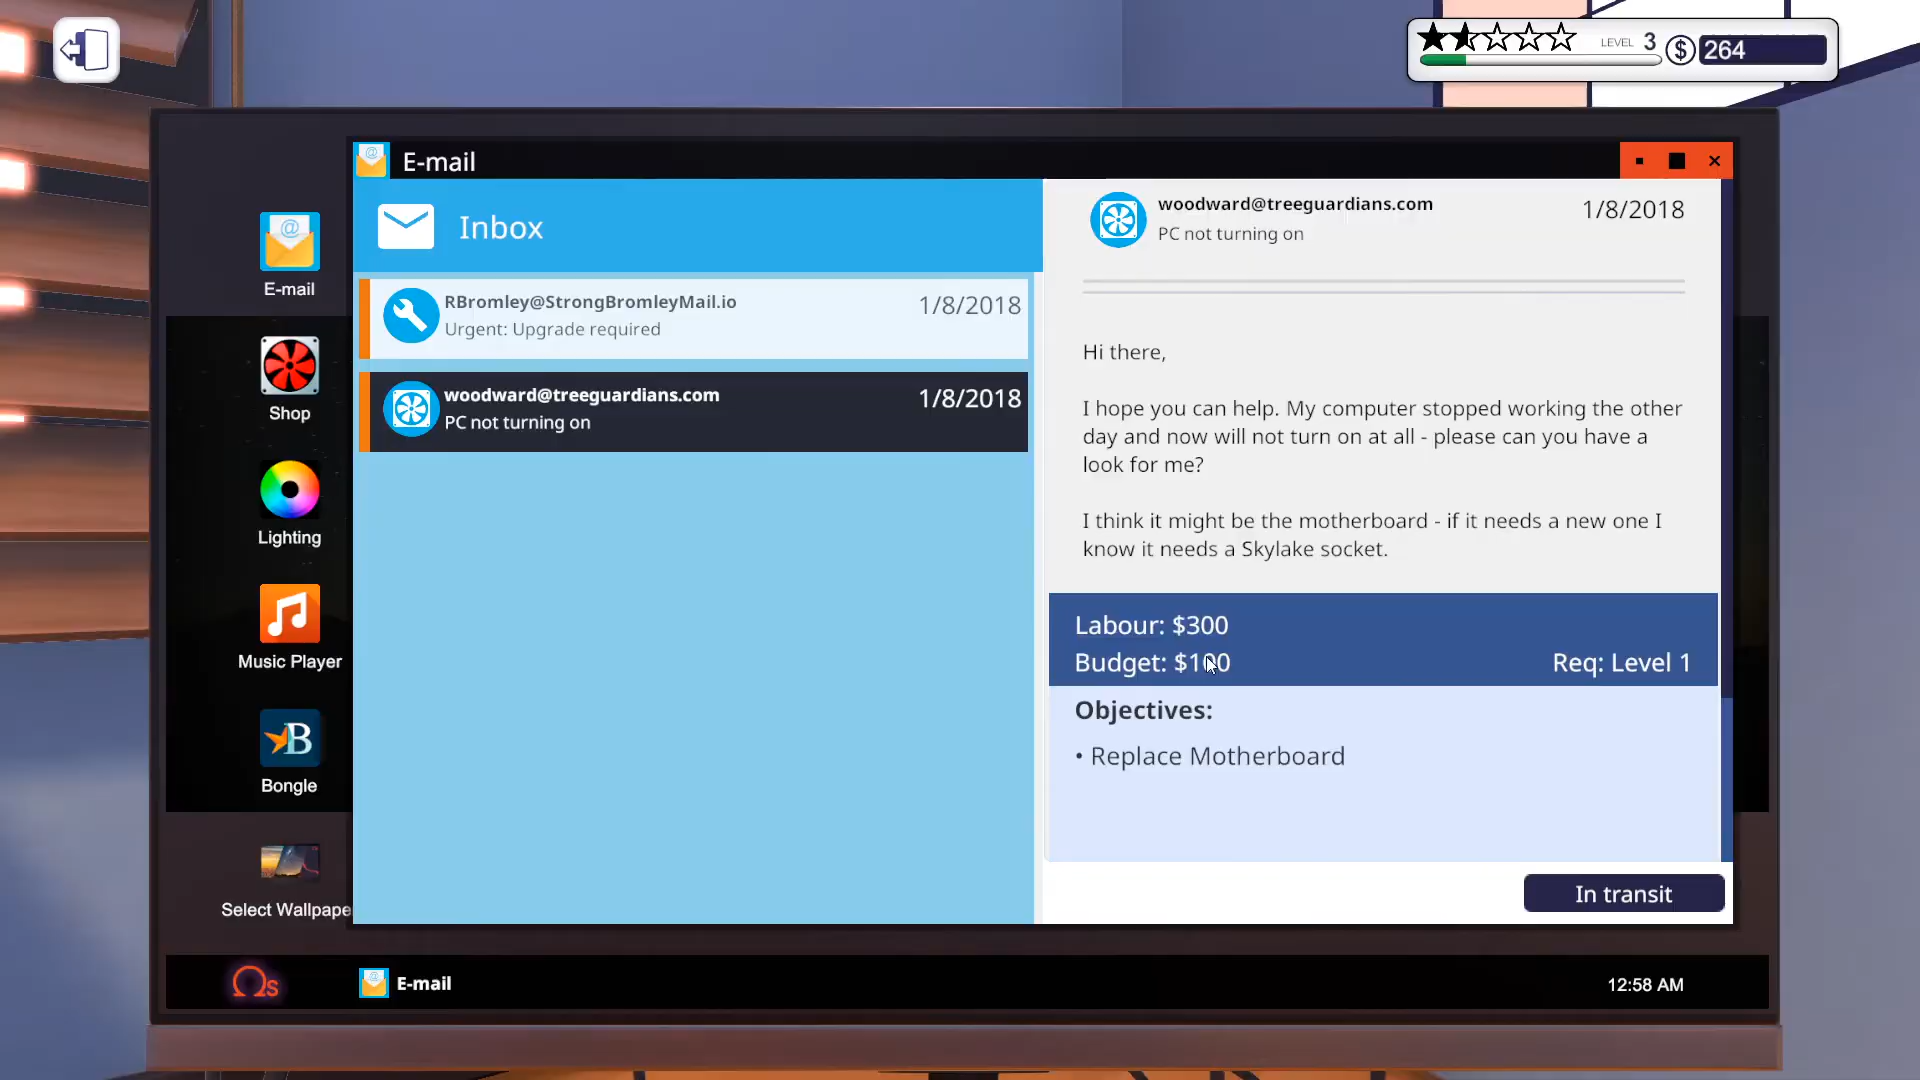 LEVEL 3
$ 264
E-mail
Inbox
RBromley@StrongBromleyMail.io
1/8/2018
Urgent: Upgrade required
woodward@treeguardians.com
1/8/2018
PC not turning on
woodward@treeguardians.com
1/8/2018
PC not turning on
Hi there,
I hope you can help. My computer stopped working the other
day and now will not turn on at all - please can you have a
look for me?
I think it might be the motherboard - if it needs a new one I
know it needs a Skylake socket.
Labour: $300
Budget: $100
Req: Level 1
Objectives:
• Replace Motherboard
In transit
E-mail
Shop
Lighting
Music Player
B
Bongle
Select Wallpape
Ωs
E-mail
12:58 AM